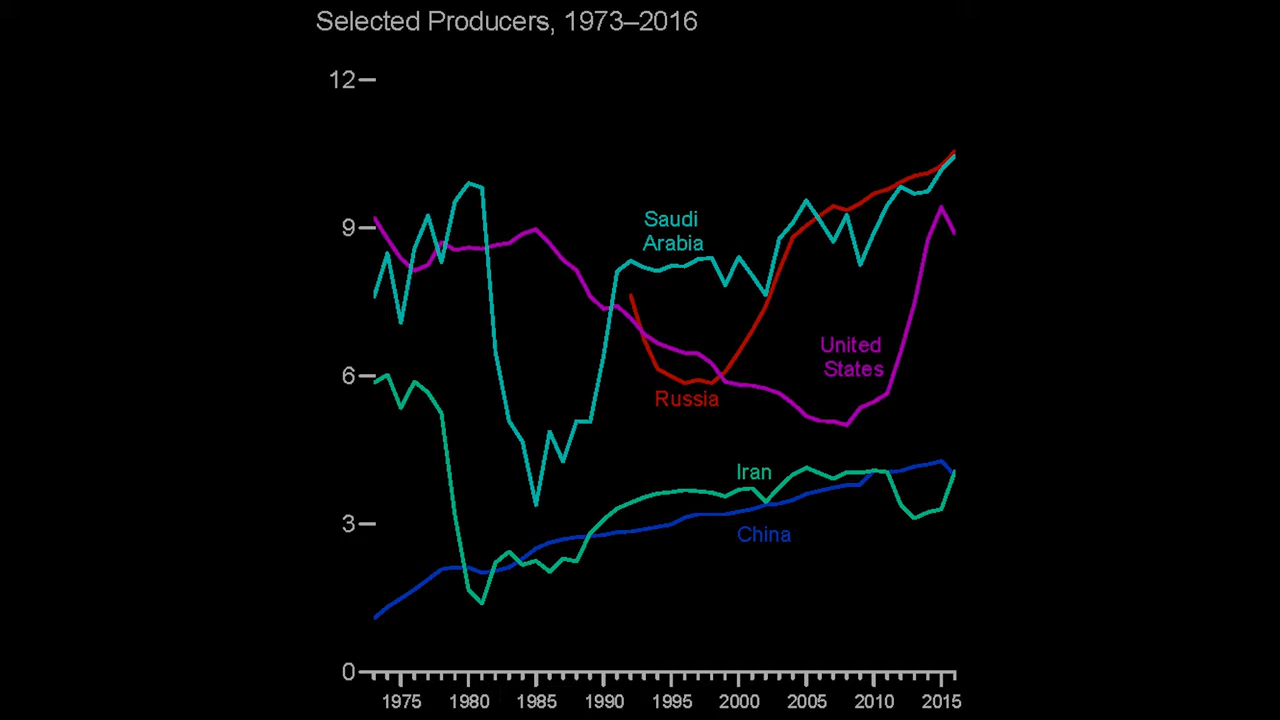 Selected Producers, 1973–2016
12
9
6
3
0
Saudi
Arabia
United
States
Russia
Iran
China
1975 1980 1985 1990 1995 2000 2005 2010 2015